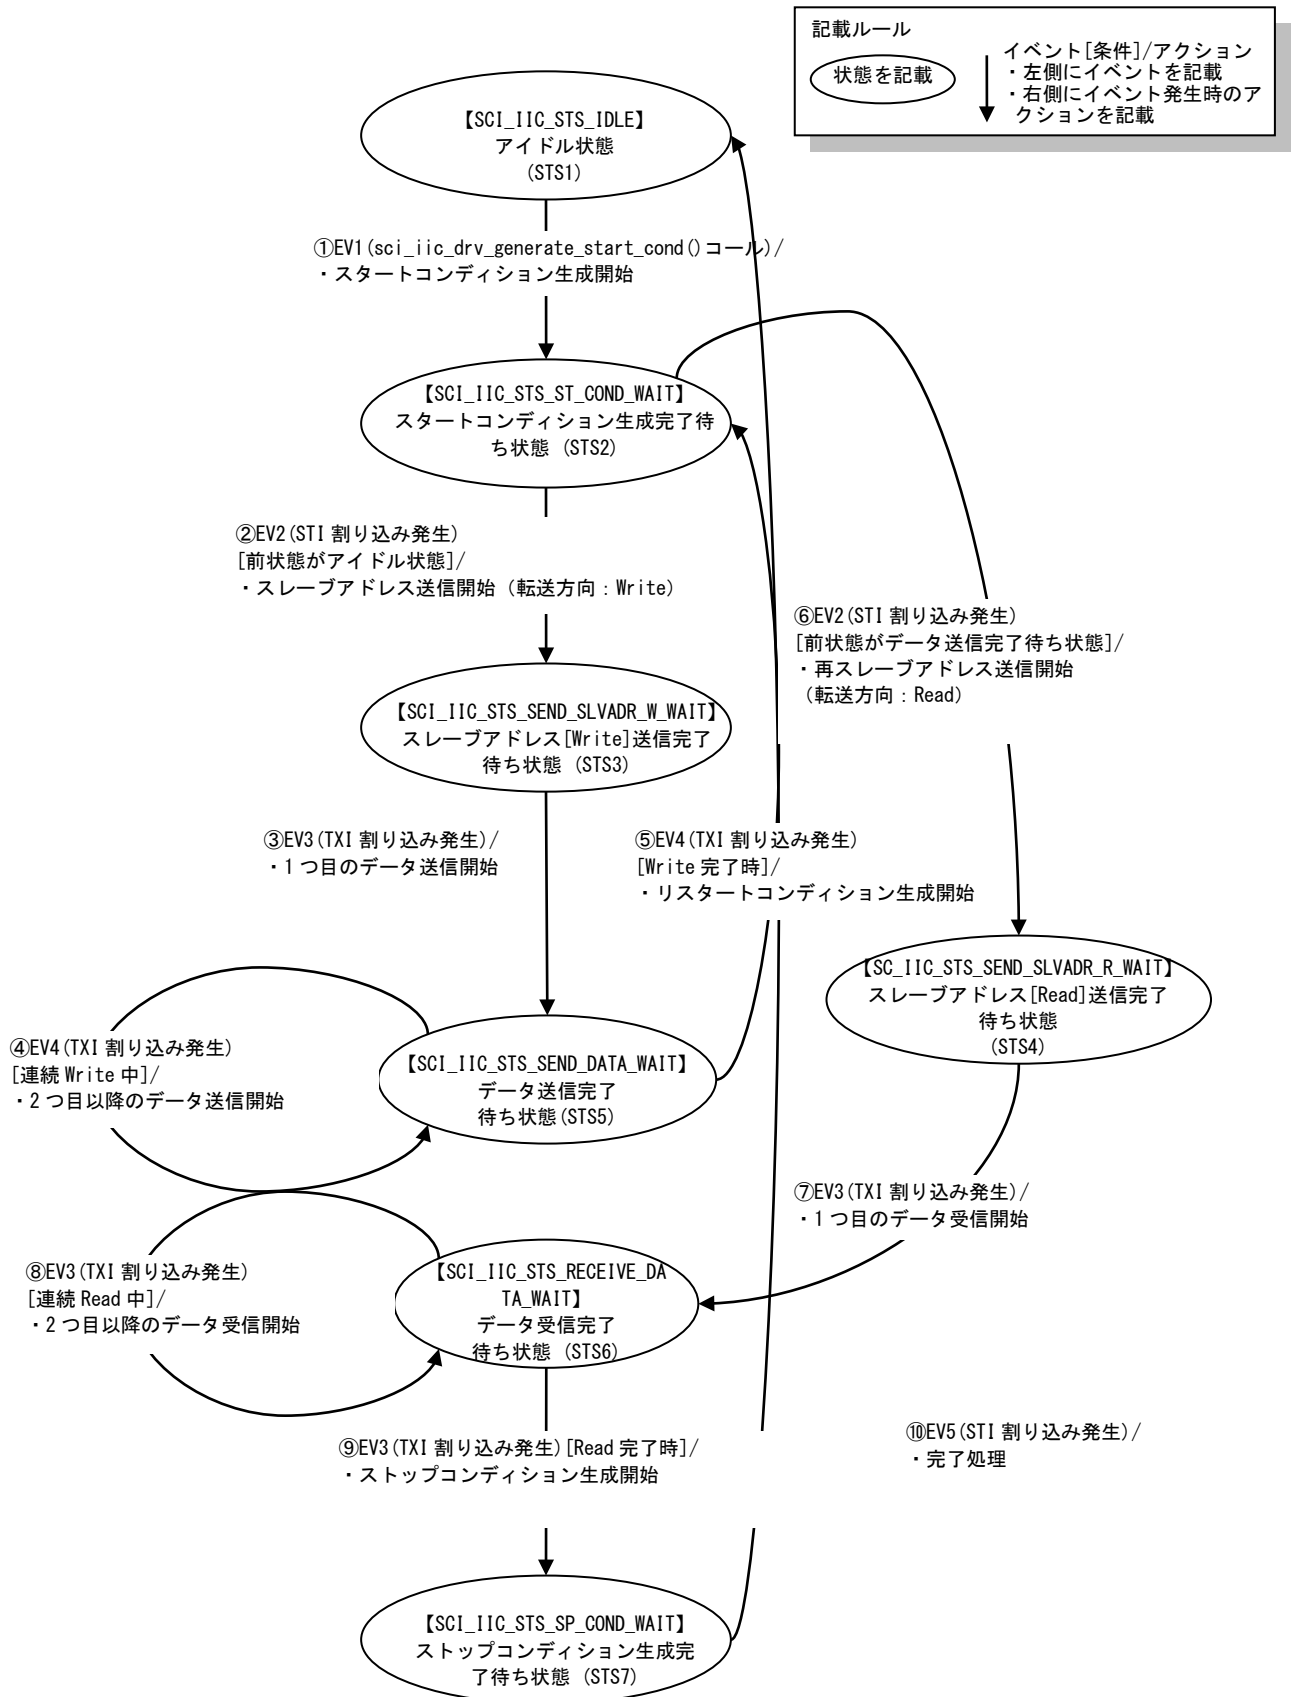 記載ルール
状態を記載
イベント[条件]/アクション
・左側にイベントを記載
・右側にイベント発生時のア
クションを記載
【SCI_IIC_STS_IDLE】
アイドル状態
(STS1)
①EV1(sci_iic_drv_generate_start_cond()コール)/
・スタートコンディション生成開始
【SCI_IIC_STS_ST_COND_WAIT】
スタートコンディション生成完了待
ち状態 (STS2)
②EV2(STI 割り込み発生)
[前状態がアイドル状態]/
・スレーブアドレス送信開始（転送方向：Write）
⑥EV2(STI 割り込み発生)
[前状態がデータ送信完了待ち状態]/
・再スレーブアドレス送信開始
（転送方向：Read）
【SCI_IIC_STS_SEND_SLVADR_W_WAIT】
スレーブアドレス[Write]送信完了
待ち状態 (STS3)
③EV3(TXI 割り込み発生)/
・1 つ目のデータ送信開始
⑤EV4(TXI 割り込み発生)
[Write 完了時]/
・リスタートコンディション生成開始
【SC_IIC_STS_SEND_SLVADR_R_WAIT】
スレーブアドレス[Read]送信完了
待ち状態
(STS4)
④EV4(TXI 割り込み発生)
[連続 Write 中]/
・2 つ目以降のデータ送信開始
【SCI_IIC_STS_SEND_DATA_WAIT】
データ送信完了
待ち状態(STS5)
⑦EV3(TXI 割り込み発生)/
・1 つ目のデータ受信開始
⑧EV3(TXI 割り込み発生)
[連続 Read 中]/
・2 つ目以降のデータ受信開始
【SCI_IIC_STS_RECEIVE_DA
TA_WAIT】
データ受信完了
待ち状態 (STS6)
⑨EV3(TXI 割り込み発生)[Read 完了時]/
・ストップコンディション生成開始
⑩EV5(STI 割り込み発生)/
・完了処理
【SCI_IIC_STS_SP_COND_WAIT】
ストップコンディション生成完
了待ち状態 (STS7)